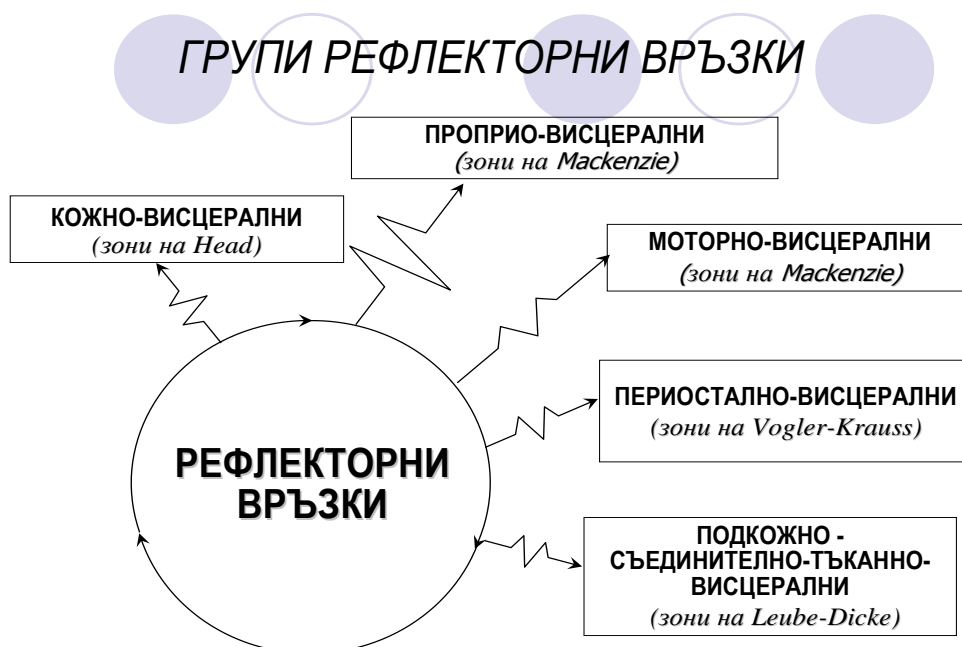 ГРУПИ РЕФЛЕКТОРНИ ВРЪЗКИ
ПРОПРИО-ВИСЦЕРАЛНИ
(зони на Mackenzie)
КОЖНО-ВИСЦЕРАЛНИ
(зони на Head)
МОТОРНО-ВИСЦЕРАЛНИ
(зони на Mackenzie)
ПЕРИОСТАЛНО-ВИСЦЕРАЛНИ
(зони на Vogler-Krauss)
РЕФЛЕКТОРНИ
ВРЪЗКИ
ПОДКОЖНО -
СЪЕДИНИТЕЛНО-ТЪКАННО-
ВИСЦЕРАЛНИ
(зони на Leube-Dicke)